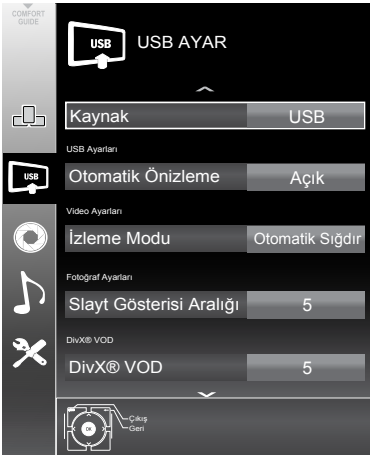 COMFORT
GUIDE
USB
USB AYAR
Kaynak
USB
USB Ayarları
USB
Otomatik Önizleme
Açık
Video Ayarları
İzleme Modu
Otomatik Sığdır
Fotoğraf Ayarları
Slayt Gösterisi Aralığı
5
DivX® VOD
DivX® VOD
5
Çıkış
OK
Geri